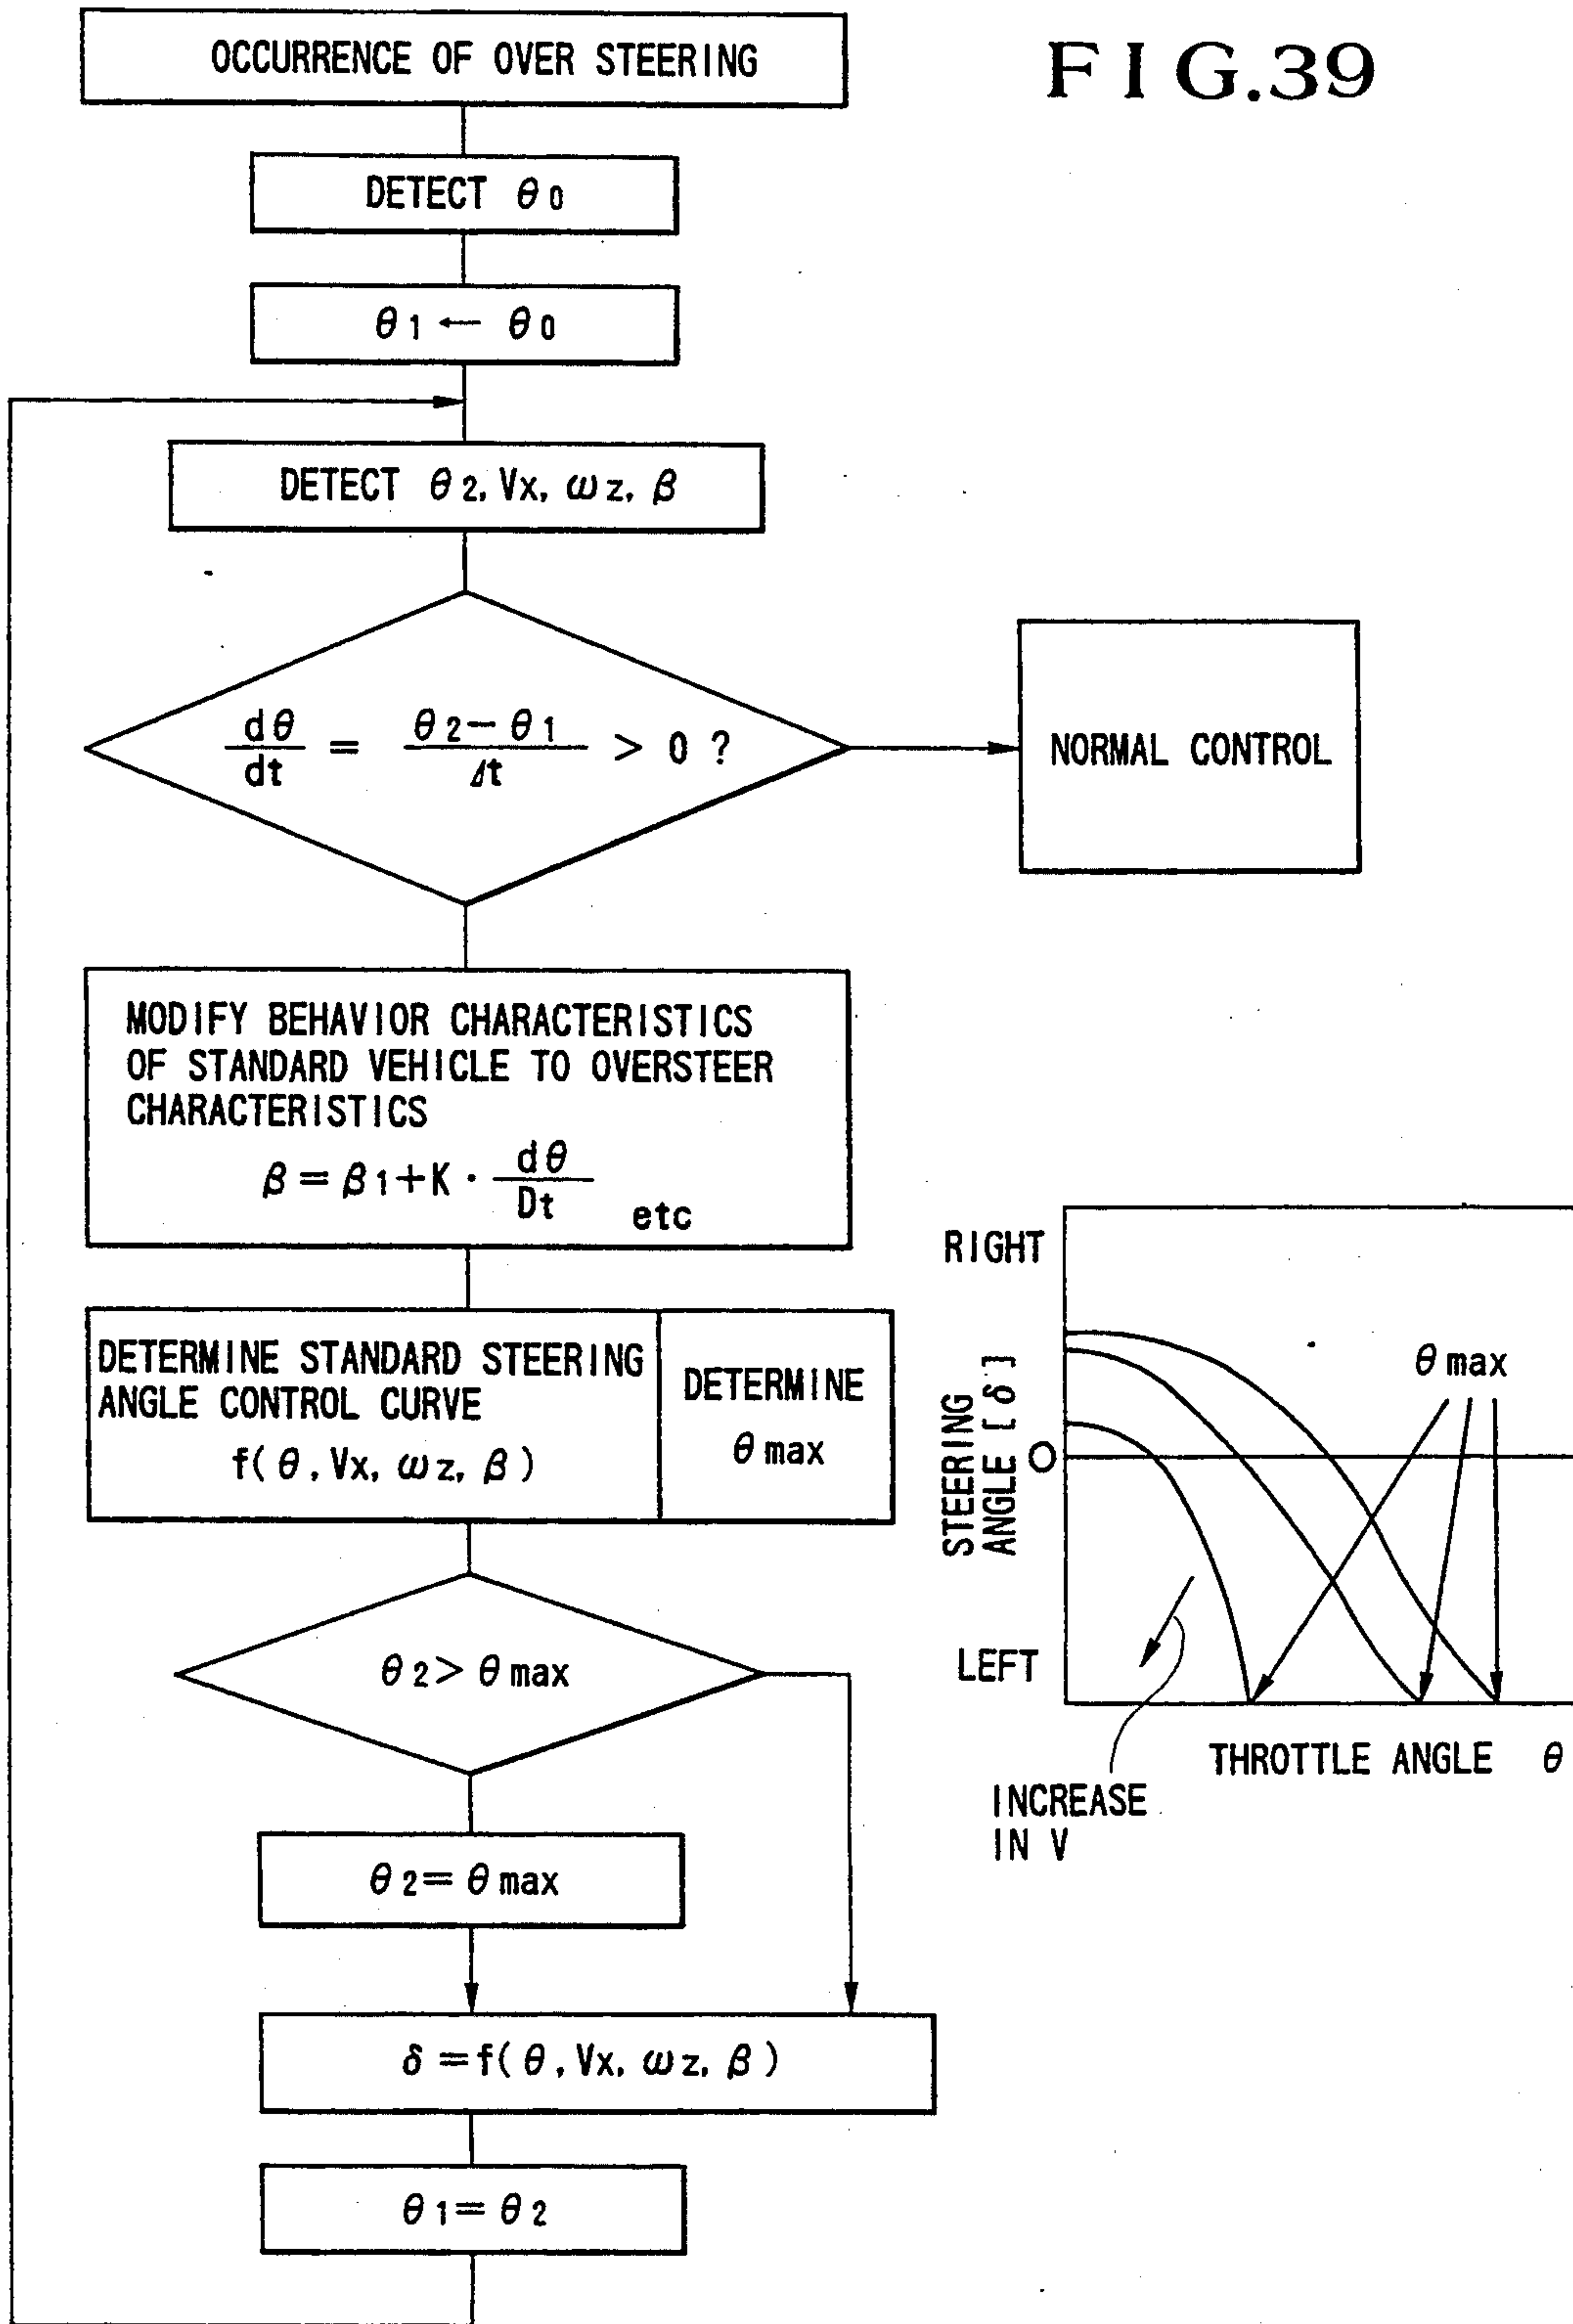 FIG.39
OCCURRENCE OF OVER STEERING
DETECT θ0
θ1 ← θ0
DETECT θ2, Vx, ωz, β
dθ/dt = θ2−θ1/Δt > 0 ?
NORMAL CONTROL
MODIFY BEHAVIOR CHARACTERISTICS
OF STANDARD VEHICLE TO OVERSTEER
CHARACTERISTICS
β = β1+K · dθ/Dt etc
DETERMINE STANDARD STEERING
ANGLE CONTROL CURVE
f(θ, Vx, ωz, β)
DETERMINE
θmax
θ2 > θmax
θ2 = θmax
δ = f(θ, Vx, ωz, β)
θ1 = θ2
RIGHT
STEERING
ANGLE [δ]
0
LEFT
θmax
THROTTLE ANGLE θ
INCREASE
IN V